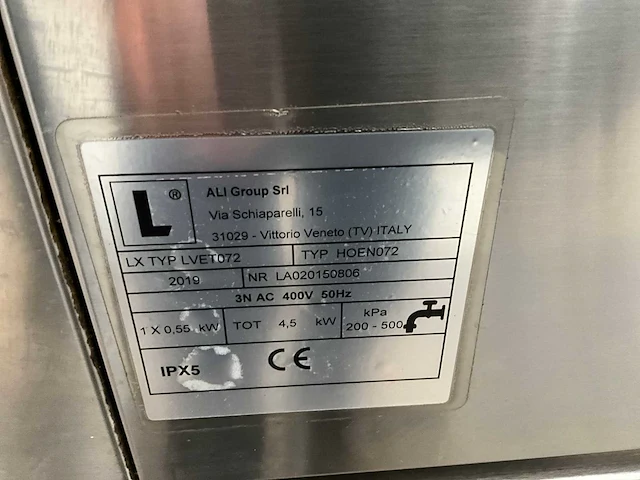 L ®
ALI Group Srl
Via Schiaparelli, 15
31029 - Vittorio Veneto (TV) ITALY
LX TYP LVET072 TYP HOEN072
2019 NR LA020150806
3N AC 400V 50Hz
1 X 0,55 kW TOT 4,5 kW kPa
200 - 500
IPX5 CE